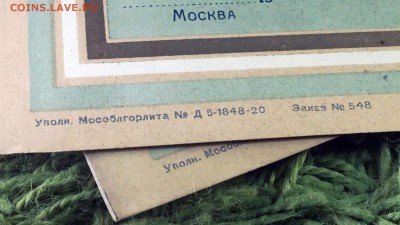 COINS.LAVE.RU
МОСКВА
Уполн. Мособлгорлита № Д 5-1848-20 Заказ № 548
Уполн. Мособ